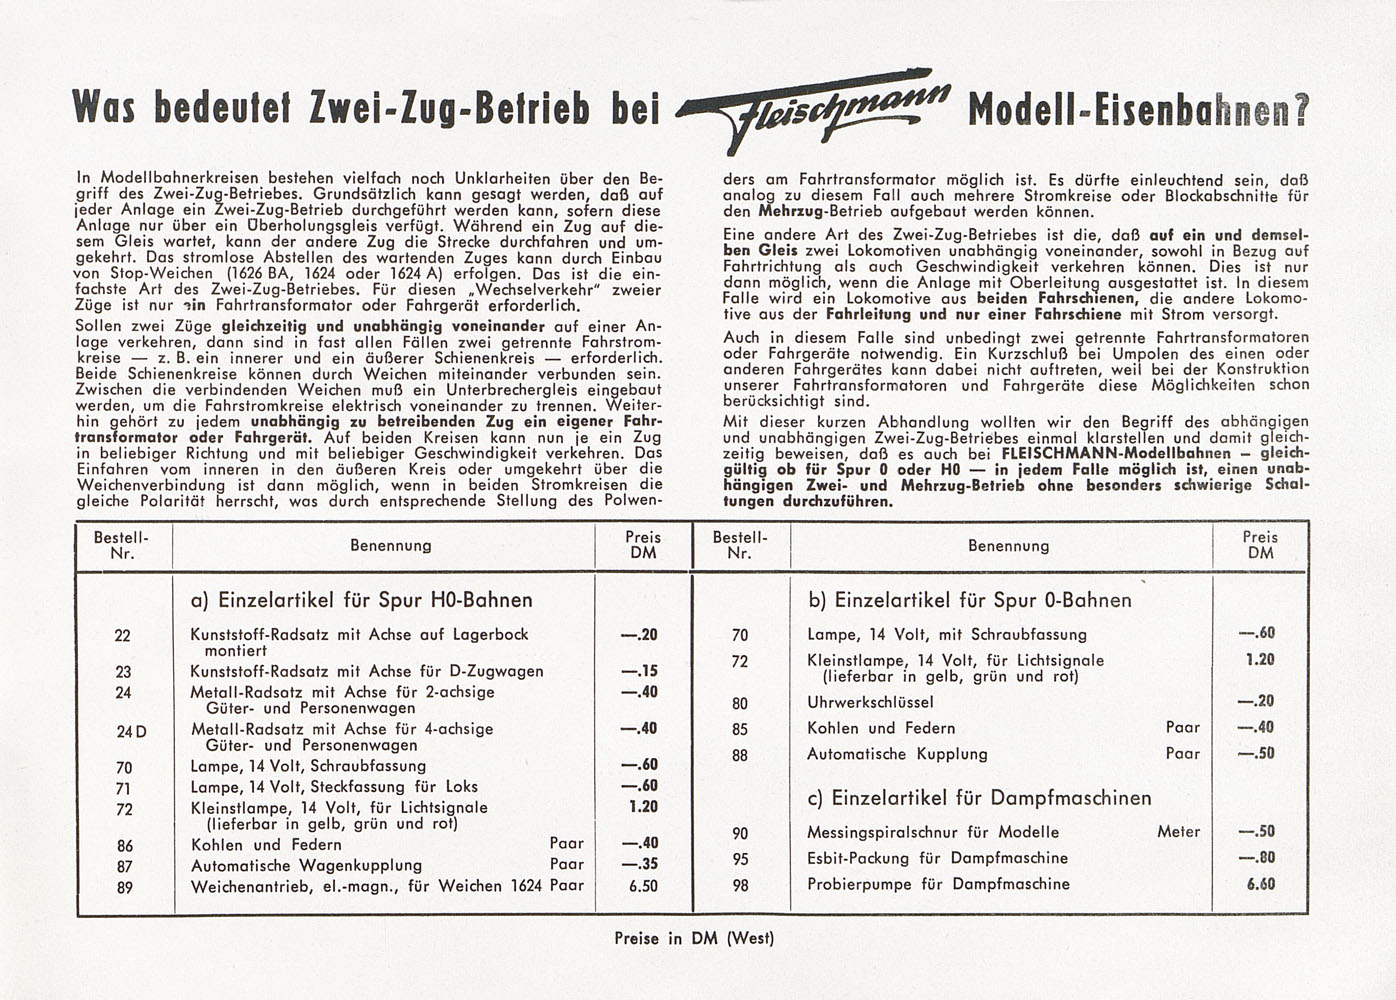 Was bedeutet Zwei-Zug-Betrieb bei Fleischmann Modell-Eisenbahnen?
In Modellbahnerkreisen bestehen vielfach noch Unklarheiten über den Be-
griff des Zwei-Zug-Betriebes. Grundsätzlich kann gesagt werden, daß auf
jeder Anlage ein Zwei-Zug-Betrieb durchgeführt werden kann, sofern diese
Anlage nur über ein Überholungsgleis verfügt. Während ein Zug auf die-
sem Gleis wartet, kann der andere Zug die Strecke durchfahren und um-
gekehrt. Das stromlose Abstellen des wartenden Zuges kann durch Einbau
von Stop-Weichen (1626 BA, 1624 oder 1624 A) erfolgen. Das ist die ein-
fachste Art des Zwei-Zug-Betriebes. Für diesen „Wechselverkehr“ zweier
Züge ist nur ein Fahrtransformator oder Fahrgerät erforderlich.
Sollen zwei Züge gleichzeitig und unabhängig voneinander auf einer An-
lage verkehren, dann sind in fast allen Fällen zwei getrennte Fahrstrom-
kreise — z. B. ein innerer und ein äußerer Schienenkreis — erforderlich.
Beide Schienenkreise können durch Weichen miteinander verbunden sein.
Zwischen die verbindenden Weichen muß ein Unterbrechergleis eingebaut
werden, um die Fahrstromkreise elektrisch voneinander zu trennen. Weiter-
hin gehört zu jedem unabhängig zu betreibenden Zug ein eigener Fahr-
transformator oder Fahrgerät. Auf beiden Kreisen kann nun je ein Zug
in beliebiger Richtung und mit beliebiger Geschwindigkeit verkehren. Das
Einfahren vom inneren in den äußeren Kreis oder umgekehrt über die
Weichenverbindung ist dann möglich, wenn in beiden Stromkreisen die
gleiche Polarität herrscht, was durch entsprechende Stellung des Polwen-
ders am Fahrtransformator möglich ist. Es dürfte einleuchtend sein, daß
analog zu diesem Fall auch mehrere Stromkreise oder Blockabschnitte für
den Mehrzug-Betrieb aufgebaut werden können.
Eine andere Art des Zwei-Zug-Betriebes ist die, daß auf ein und demsel-
ben Gleis zwei Lokomotiven unabhängig voneinander, sowohl in Bezug auf
Fahrtrichtung als auch Geschwindigkeit verkehren können. Dies ist nur
dann möglich, wenn die Anlage mit Oberleitung ausgestattet ist. In diesem
Falle wird ein Lokomotive aus beiden Fahrschienen, die andere Lokomo-
tive aus der Fahrleitung und nur einer Fahrschiene mit Strom versorgt.
Auch in diesem Falle sind unbedingt zwei getrennte Fahrtransformatoren
oder Fahrgeräte notwendig. Ein Kurzschluß bei Umpolen des einen oder
anderen Fahrgerätes kann dabei nicht auftreten, weil bei der Konstruktion
unserer Fahrtransformatoren und Fahrgeräte diese Möglichkeiten schon
berücksichtigt sind.
Mit dieser kurzen Abhandlung wollten wir den Begriff des abhängigen
und unabhängigen Zwei-Zug-Betriebes einmal klarstellen und damit gleich-
zeitig beweisen, daß es auch bei FLEISCHMANN-Modellbahnen — gleich-
gültig ob für Spur 0 oder H0 — in jedem Falle möglich ist, einen unab-
hängigen Zwei- und Mehrzug-Betrieb ohne besonders schwierige Schal-
tungen durchzuführen.
Bestell-
Nr. Benennung Preis
DM
a) Einzelartikel für Spur H0-Bahnen
22 Kunststoff-Radsatz mit Achse auf Lagerbock —.20
montiert
23 Kunststoff-Radsatz mit Achse für D-Zugwagen —.15
24 Metall-Radsatz mit Achse für 2-achsige —.40
Güter- und Personenwagen
24 D Metall-Radsatz mit Achse für 4-achsige —.40
Güter- und Personenwagen
70 Lampe, 14 Volt, Schraubfassung —.60
71 Lampe, 14 Volt, Steckfassung für Loks —.60
72 Kleinstlampe, 14 Volt, für Lichtsignale 1.20
(lieferbar in gelb, grün und rot)
86 Kohlen und Federn Paar —.40
87 Automatische Wagenkupplung Paar —.35
89 Weichenantrieb, el.-magn., für Weichen 1624 Paar 6.50
Bestell-
Nr. Benennung Preis
DM
b) Einzelartikel für Spur 0-Bahnen
70 Lampe, 14 Volt, mit Schraubfassung —.60
72 Kleinstlampe, 14 Volt, für Lichtsignale 1.20
(lieferbar in gelb, grün und rot)
80 Uhrwerkschlüssel —.20
85 Kohlen und Federn Paar —.40
88 Automatische Kupplung Paar —.50
c) Einzelartikel für Dampfmaschinen
90 Messingspiralschnur für Modelle Meter —.50
95 Esbit-Packung für Dampfmaschine —.80
98 Probierpumpe für Dampfmaschine 6.60
Preise in DM (West)